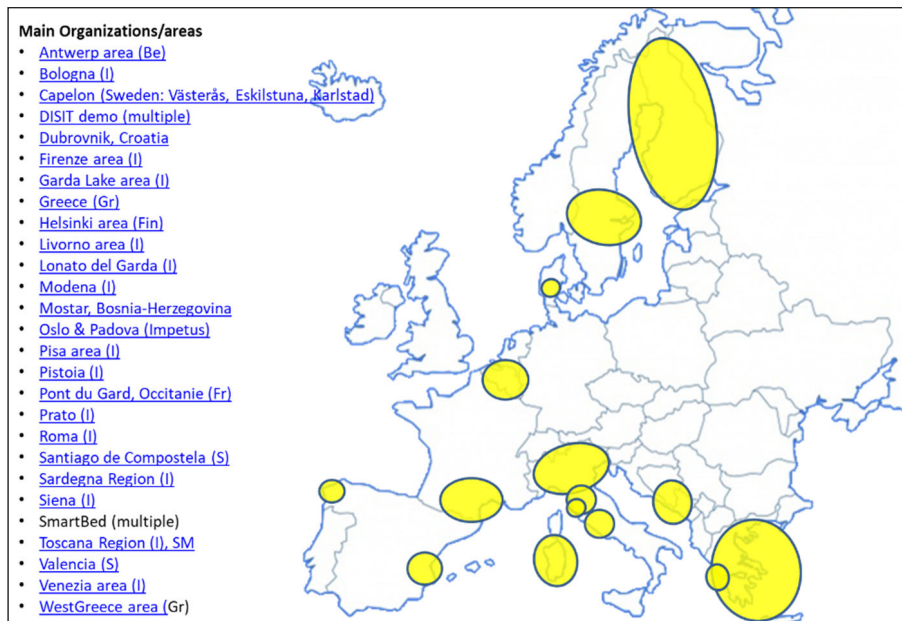 Main Organizations/areas
• Antwerp area (Be)
• Bologna (I)
• Capelon (Sweden: Västerås, Eskilstuna, Karlstad)
• DISIT demo (multiple)
• Dubrovnik, Croatia
• Firenze area (I)
• Garda Lake area (I)
• Greece (Gr)
• Helsinki area (Fin)
• Livorno area (I)
• Lonato del Garda (I)
• Modena (I)
• Mostar, Bosnia-Herzegovina
• Oslo & Padova (Impetus)
• Pisa area (I)
• Pistoia (I)
• Pont du Gard, Occitanie (Fr)
• Prato (I)
• Roma (I)
• Santiago de Compostela (S)
• Sardegna Region (I)
• Siena (I)
• SmartBed (multiple)
• Toscana Region (I), SM
• Valencia (S)
• Venezia area (I)
• WestGreece area (Gr)